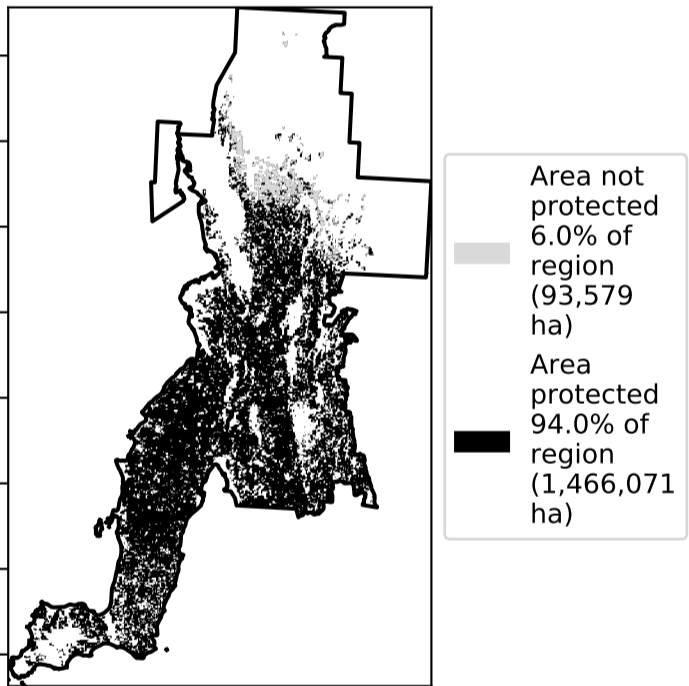 Area not
protected
6.0% of
region
(93,579
ha)
Area
protected
94.0% of
region
(1,466,071
ha)